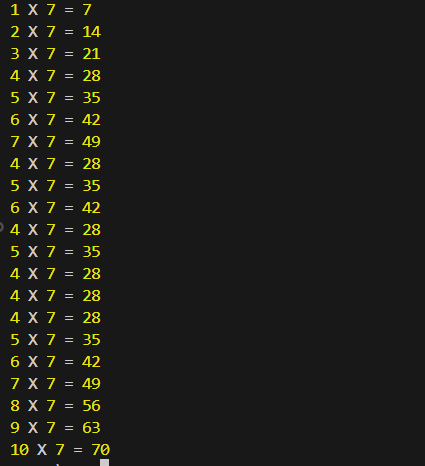 1 X 7 = 7
2 X 7 = 14
3 X 7 = 21
4 X 7 = 28
5 X 7 = 35
6 X 7 = 42
7 X 7 = 49
4 X 7 = 28
5 X 7 = 35
6 X 7 = 42
4 X 7 = 28
5 X 7 = 35
4 X 7 = 28
4 X 7 = 28
4 X 7 = 28
5 X 7 = 35
6 X 7 = 42
7 X 7 = 49
8 X 7 = 56
9 X 7 = 63
10 X 7 = 70